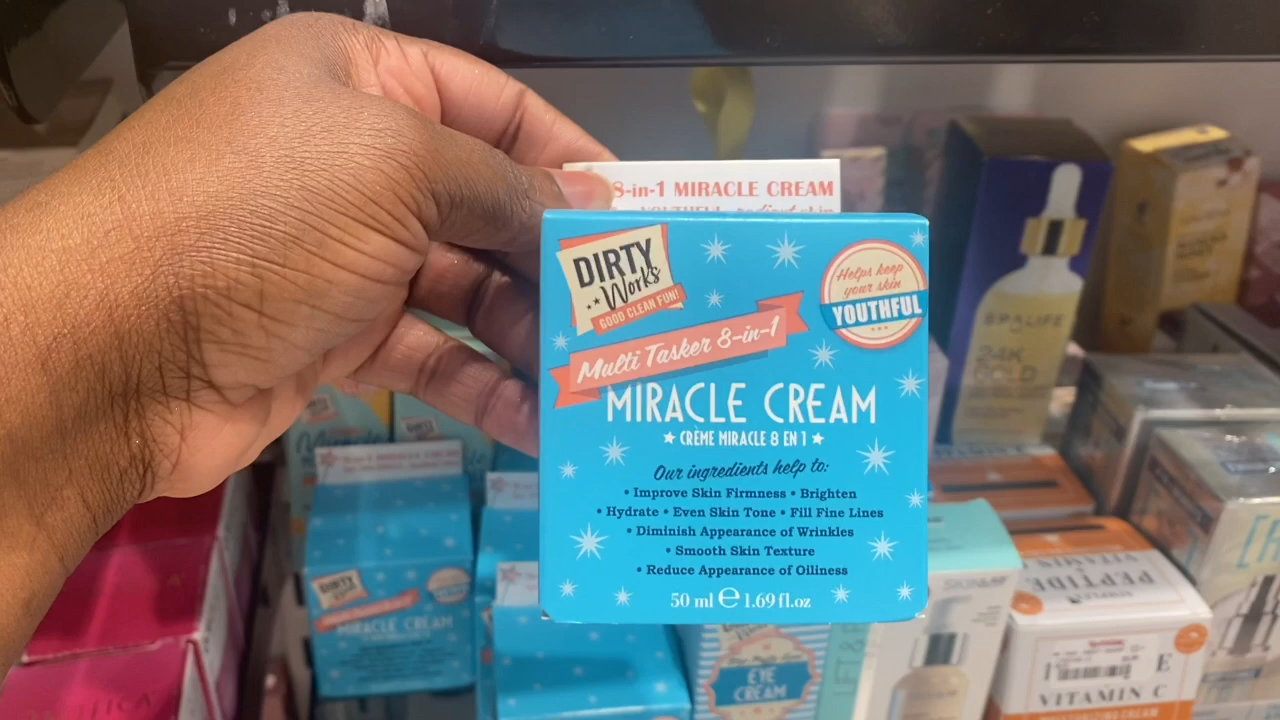 8-in-1 MIRACLE CREAM
DIRTY
Works
GOOD CLEAN FUN!
Helps keep
your skin
YOUTHFUL
Multi Tasker 8-in-1
MIRACLE CREAM
★ CRÈME MIRACLE 8 EN 1 ★
Our ingredients help to:
• Improve Skin Firmness • Brighten
• Hydrate • Even Skin Tone • Fill Fine Lines
• Diminish Appearance of Wrinkles
• Smooth Skin Texture
• Reduce Appearance of Oiliness
50 ml ℮ 1.69 fl.oz
SPALIFE
24K
GOLD
DIRTY
MIRACLE CREAM
EYE
CREAM
PEPTIDE
VITAMIN C
E
VITAMIN C